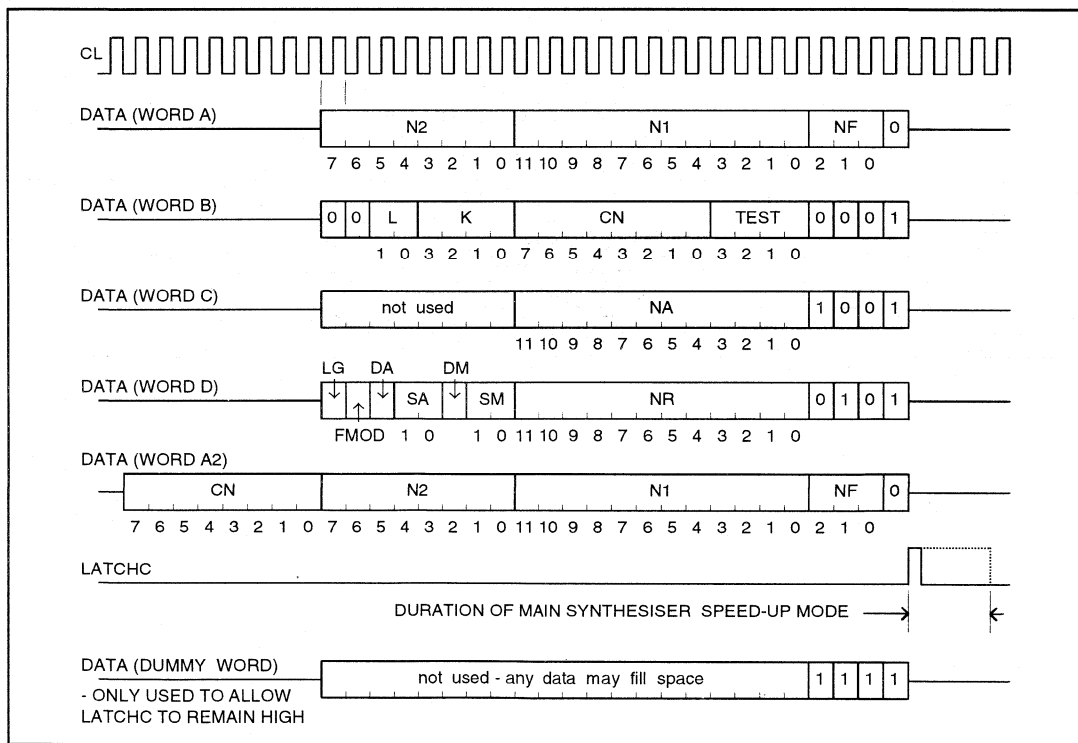 CL
DATA (WORD A)
N2 N1 NF 0
7 6 5 4 3 2 1 0 11 10 9 8 7 6 5 4 3 2 1 0 2 1 0
DATA (WORD B)
0 0 L K CN TEST 0 0 0 1
1 0 3 2 1 0 7 6 5 4 3 2 1 0 3 2 1 0
DATA (WORD C)
not used NA 1 0 0 1
11 10 9 8 7 6 5 4 3 2 1 0
LG DA DM
DATA (WORD D)
SA SM NR 0 1 0 1
FMOD 1 0 1 0 11 10 9 8 7 6 5 4 3 2 1 0
DATA (WORD A2)
CN N2 N1 NF 0
7 6 5 4 3 2 1 0 7 6 5 4 3 2 1 0 11 10 9 8 7 6 5 4 3 2 1 0 2 1 0
LATCHC
DURATION OF MAIN SYNTHESISER SPEED-UP MODE
DATA (DUMMY WORD)
not used - any data may fill space 1 1 1 1
- ONLY USED TO ALLOW
LATCHC TO REMAIN HIGH